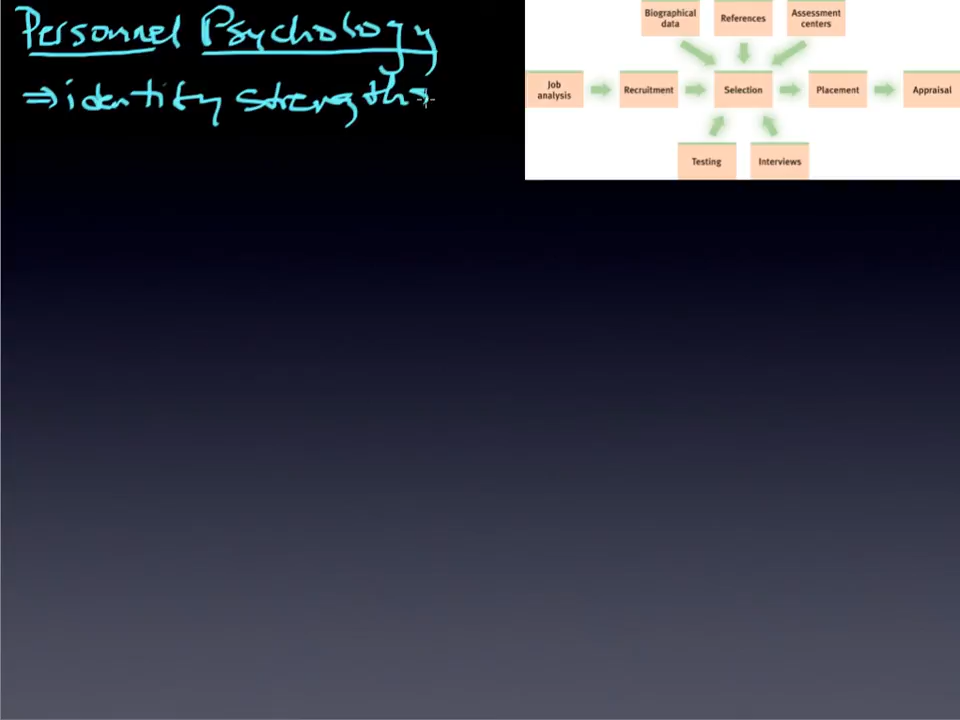 Personnel Psychology
⇒ identify strengths
Biographical
data
References
Assessment
centers
Job
analysis
Recruitment
Selection
Placement
Appraisal
Testing
Interviews